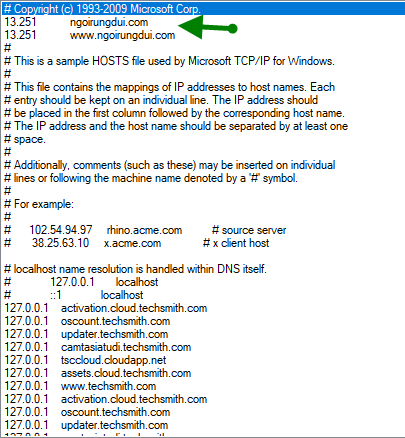 # Copyright (c) 1993-2009 Microsoft Corp.
13.251 ngoirungdui.com
13.251 www.ngoirungdui.com
#
# This is a sample HOSTS file used by Microsoft TCP/IP for Windows.
#
# This file contains the mappings of IP addresses to host names. Each
# entry should be kept on an individual line. The IP address should
# be placed in the first column followed by the corresponding host name.
# The IP address and the host name should be separated by at least one
# space.
#
# Additionally, comments (such as these) may be inserted on individual
# lines or following the machine name denoted by a '#' symbol.
#
# For example:
#
# 102.54.94.97 rhino.acme.com # source server
# 38.25.63.10 x.acme.com # x client host

# localhost name resolution is handled within DNS itself.
# 127.0.0.1 localhost
# ::1 localhost
127.0.0.1 activation.cloud.techsmith.com
127.0.0.1 oscount.techsmith.com
127.0.0.1 updater.techsmith.com
127.0.0.1 camtasiatudi.techsmith.com
127.0.0.1 tsccloud.cloudapp.net
127.0.0.1 assets.cloud.techsmith.com
127.0.0.1 www.techsmith.com
127.0.0.1 activation.cloud.techsmith.com
127.0.0.1 oscount.techsmith.com
127.0.0.1 updater.techsmith.com